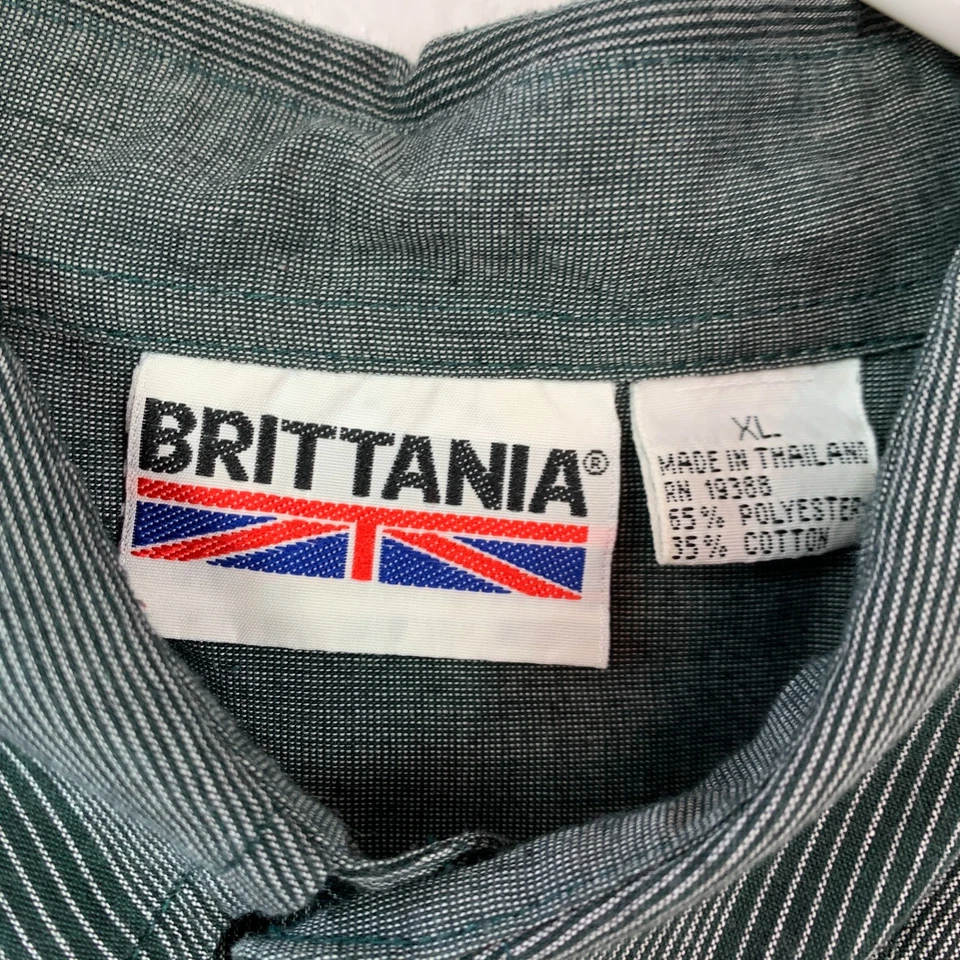 BRITTANIA®
XL
MADE IN THAILAND
RN 19388
65% POLYESTER
35% COTTON